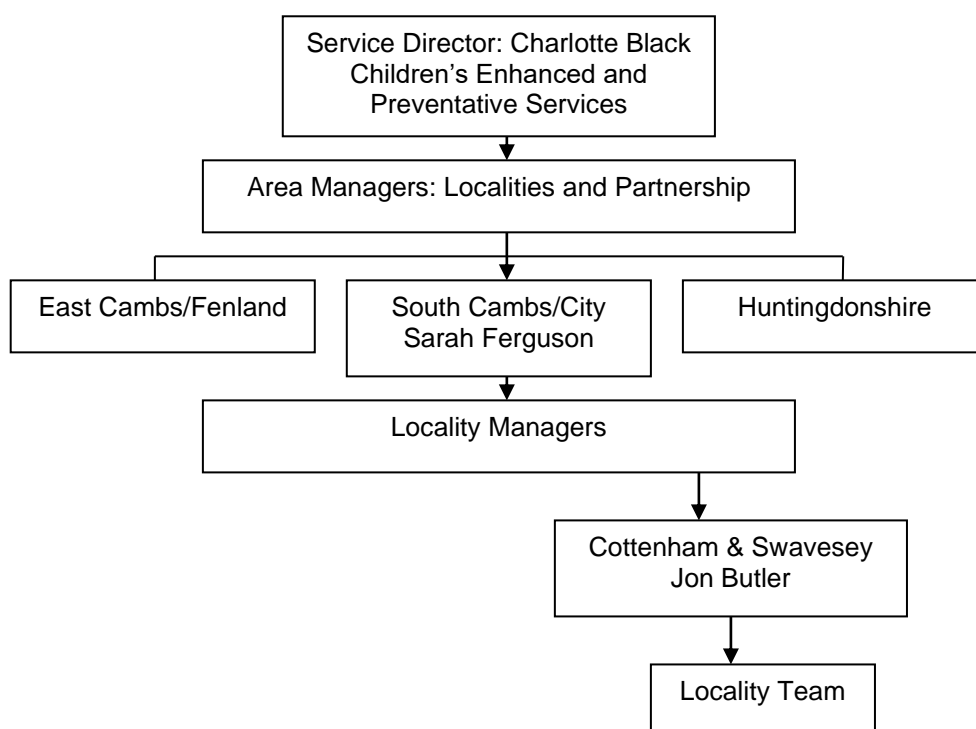 Service Director: Charlotte Black
Children’s Enhanced and
Preventative Services
Area Managers: Localities and Partnership
East Cambs/Fenland
South Cambs/City
Sarah Ferguson
Huntingdonshire
Locality Managers
Cottenham & Swavesey
Jon Butler
Locality Team